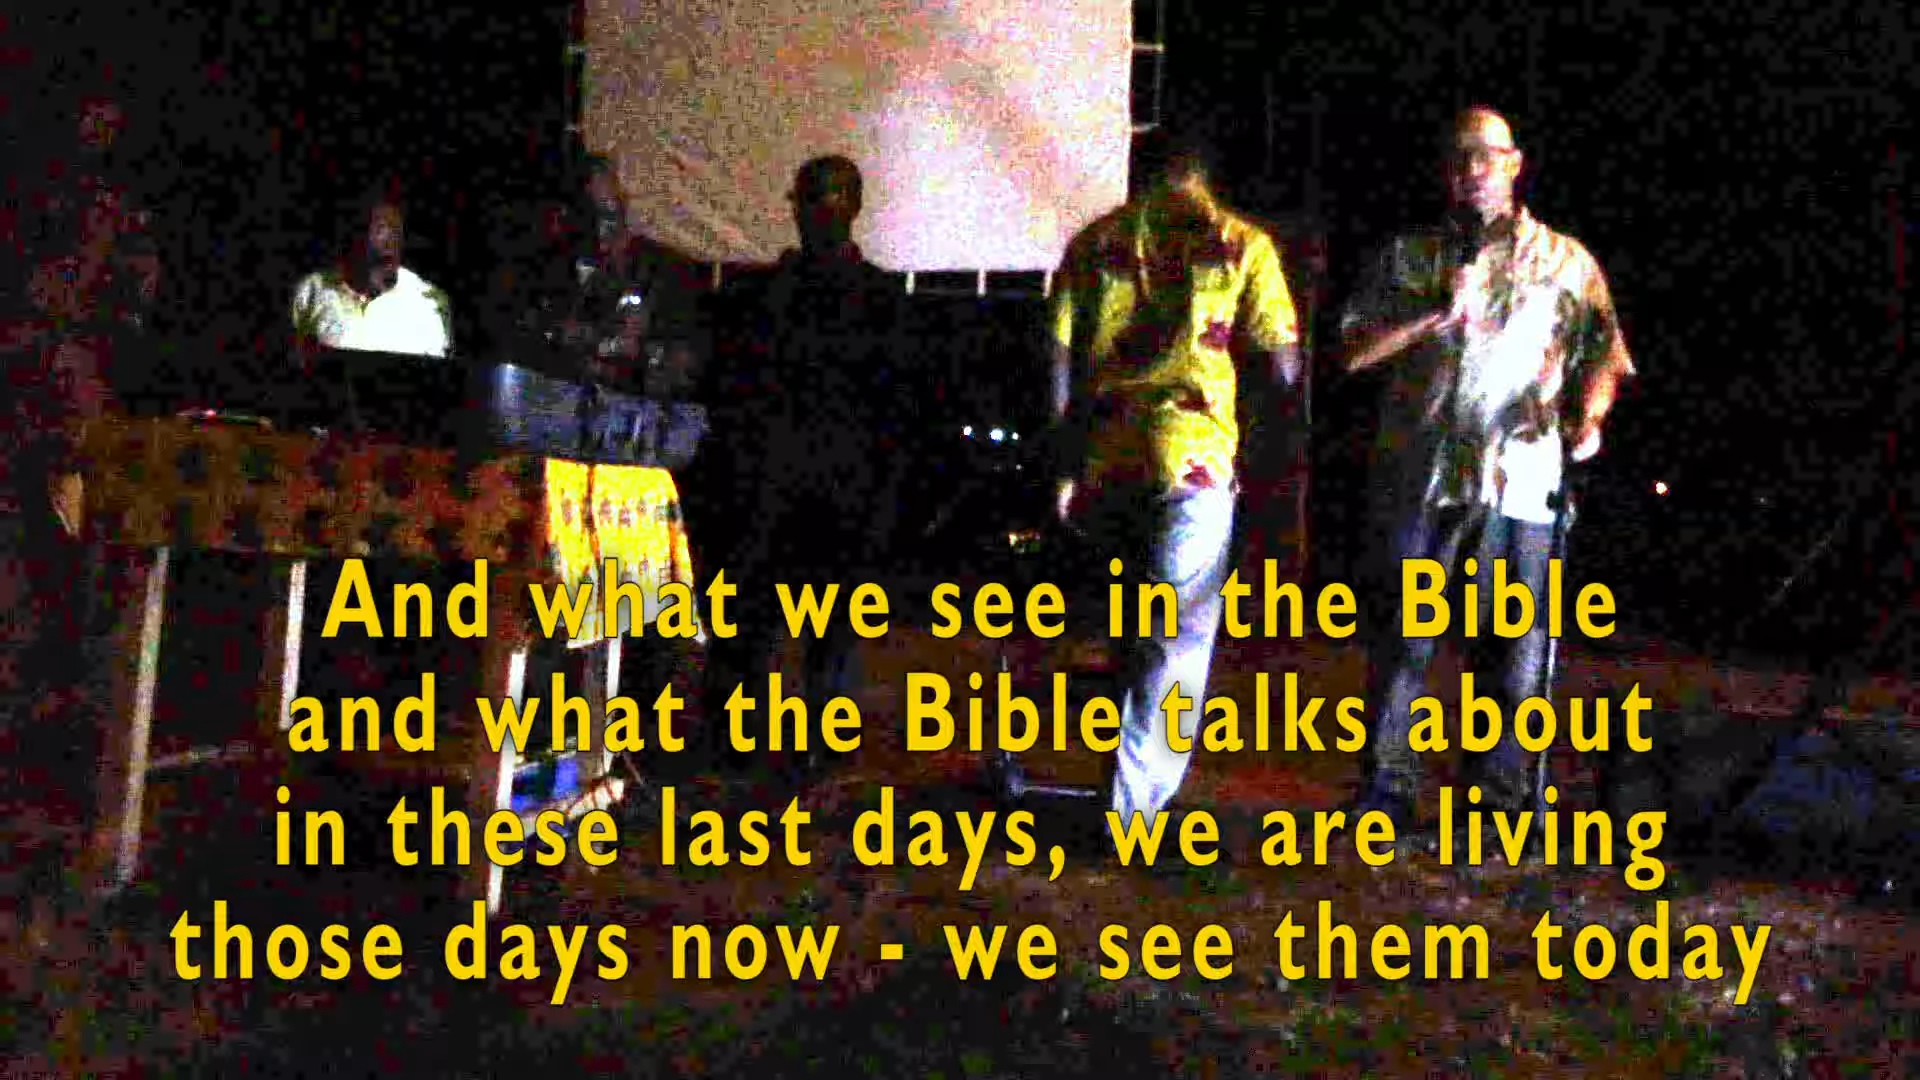 And what we see in the Bible
and what the Bible talks about
in these last days, we are living
those days now - we see them today